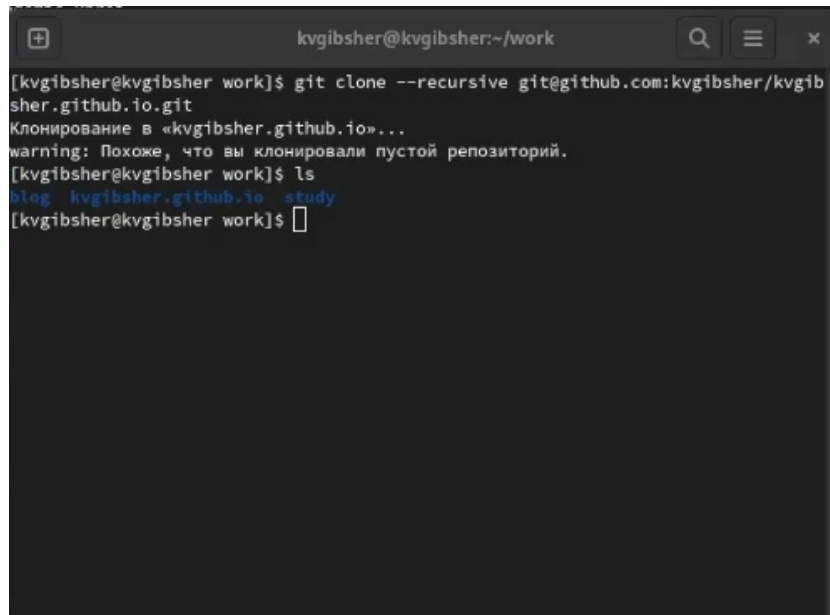 kvgibsher@kvgibsher:~/work
[kvgibsher@kvgibsher work]$ git clone --recursive git@github.com:kvgibsher/kvgib
sher.github.io.git
Клонирование в «kvgibsher.github.io»...
warning: Похоже, что вы клонировали пустой репозиторий.
[kvgibsher@kvgibsher work]$ ls
blog kvgibsher.github.io study
[kvgibsher@kvgibsher work]$